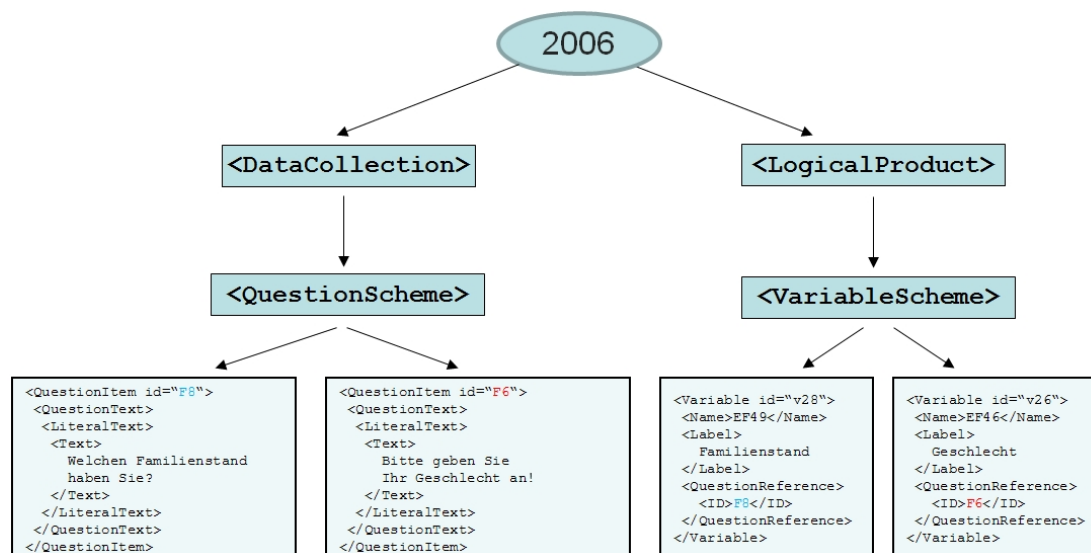 2006
<DataCollection>
<LogicalProduct>
<QuestionScheme>
<VariableScheme>
<QuestionItem id=“F8“>
<QuestionText>
<LiteralText>
<Text>
Welchen Familienstand
haben Sie?
</Text>
</LiteralText>
</QuestionText>
</QuestionItem>
<QuestionItem id=“F6“>
<QuestionText>
<LiteralText>
<Text>
Bitte geben Sie
Ihr Geschlecht an!
</Text>
</LiteralText>
</QuestionText>
</QuestionItem>
<Variable id=“v28“>
<Name>EF49</Name>
<Label>
Familienstand
</Label>
<QuestionReference>
<ID>F8</ID>
</QuestionReference>
</Variable>
<Variable id=“v26“>
<Name>EF46</Name>
<Label>
Geschlecht
</Label>
<QuestionReference>
<ID>F6</ID>
</QuestionReference>
</Variable>